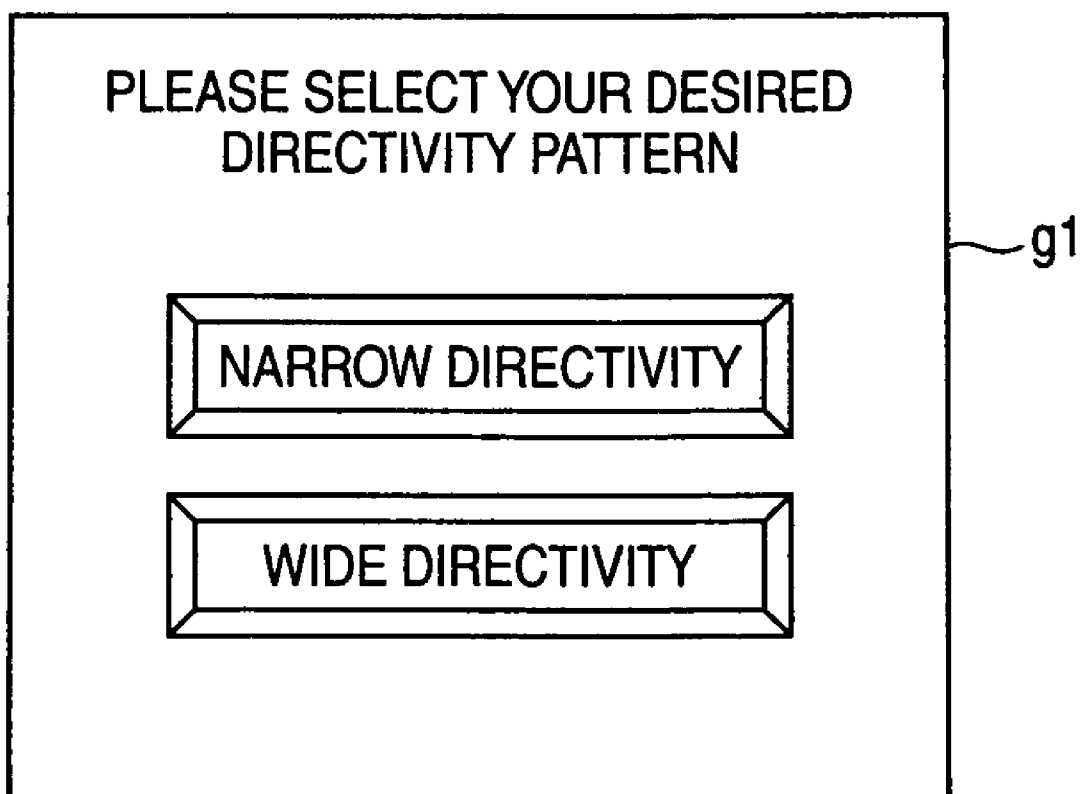 PLEASE SELECT YOUR DESIRED
DIRECTIVITY PATTERN
g1
NARROW DIRECTIVITY
WIDE DIRECTIVITY